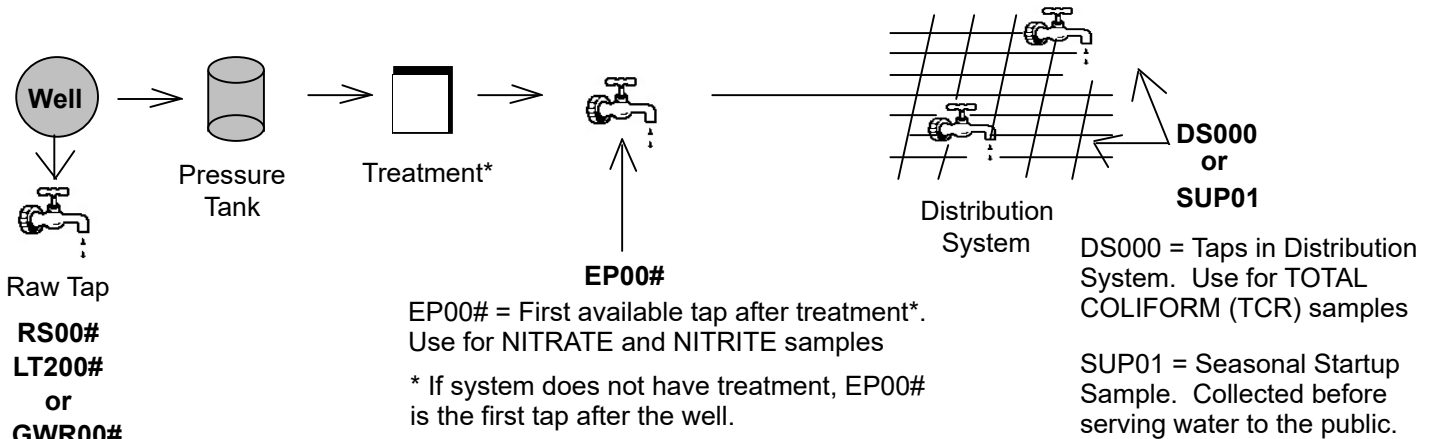 Well
Pressure
Tank
Treatment*
Raw Tap
RS00#
LT200#
or
GWR00#
EP00#
EP00# = First available tap after treatment*.
Use for NITRATE and NITRITE samples
* If system does not have treatment, EP00#
is the first tap after the well.
Distribution
System
DS000
or
SUP01
DS000 = Taps in Distribution
System. Use for TOTAL
COLIFORM (TCR) samples
SUP01 = Seasonal Startup
Sample. Collected before
serving water to the public.